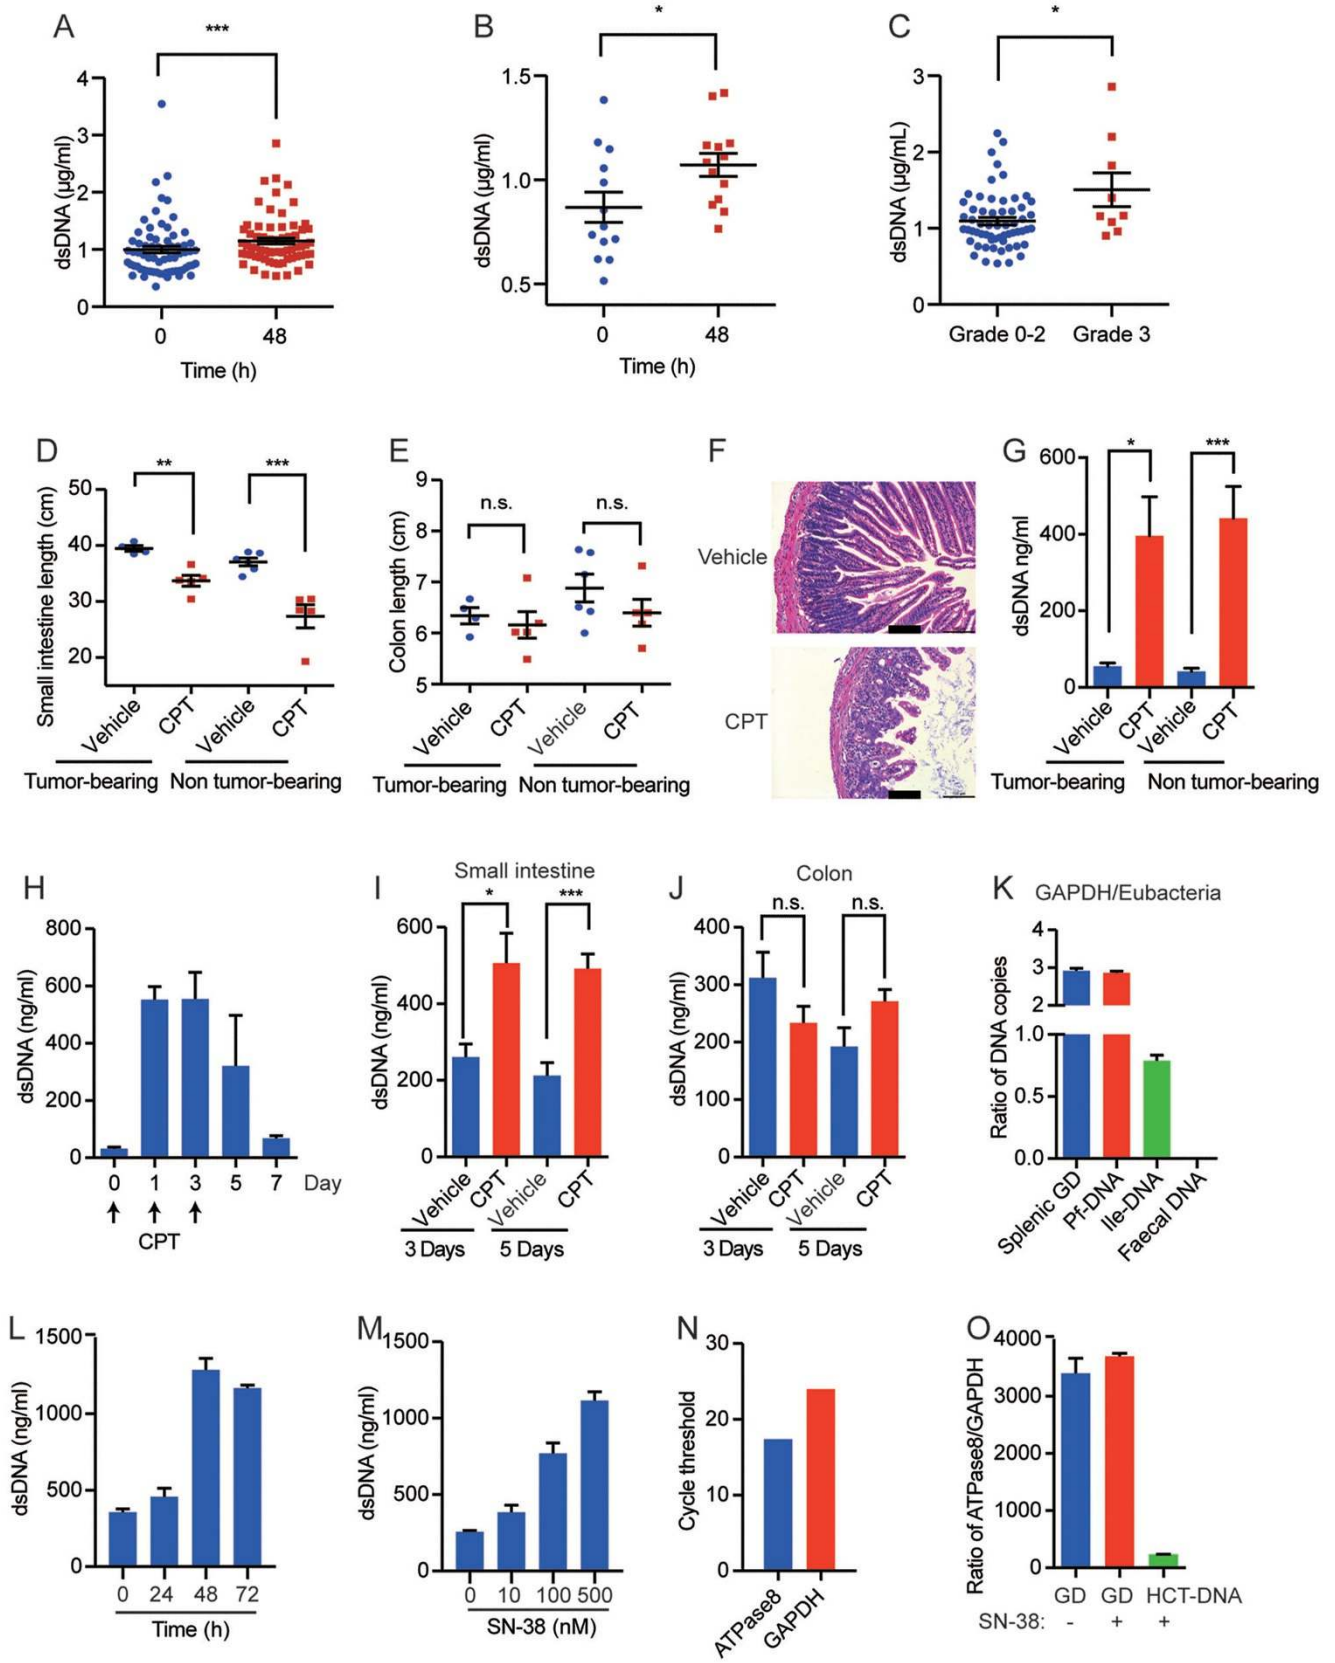 A
***
dsDNA (µg/ml)
4
3
2
1
0
0 48
Time (h)
B
*
dsDNA (µg/ml)
1.5
1.0
0.5
0 48
Time (h)
C
*
dsDNA (µg/mL)
3
2
1
0
Grade 0-2 Grade 3
D
** ***
Small intestine length (cm)
50
40
30
20
Vehicle CPT Vehicle CPT
Tumor-bearing Non tumor-bearing
E
n.s. n.s.
Colon length (cm)
9
8
7
6
5
Vehicle CPT Vehicle CPT
Tumor-bearing Non tumor-bearing
F
Vehicle
CPT
G
* ***
dsDNA ng/ml
600
400
200
0
Vehicle CPT Vehicle CPT
Tumor-bearing Non tumor-bearing
H
dsDNA (ng/ml)
800
600
400
200
0
0 1 3 5 7 Day
CPT
I
Small intestine
* ***
dsDNA (ng/ml)
600
400
200
0
Vehicle CPT Vehicle CPT
3 Days 5 Days
J
Colon
n.s. n.s.
dsDNA (ng/ml)
400
300
200
100
0
Vehicle CPT Vehicle CPT
3 Days 5 Days
K
GAPDH/Eubacteria
Ratio of DNA copies
4
3
2
1.0
0.5
0.0
Splenic GD Pf-DNA Ile-DNA Faecal DNA
L
dsDNA (ng/ml)
1500
1000
500
0
0 24 48 72
Time (h)
M
dsDNA (ng/ml)
1500
1000
500
0
0 10 100 500
SN-38 (nM)
N
Cycle threshold
30
20
10
0
ATPase8 GAPDH
O
Ratio of ATPase8/GAPDH
4000
3000
2000
1000
0
GD GD HCT-DNA
SN-38: - + +